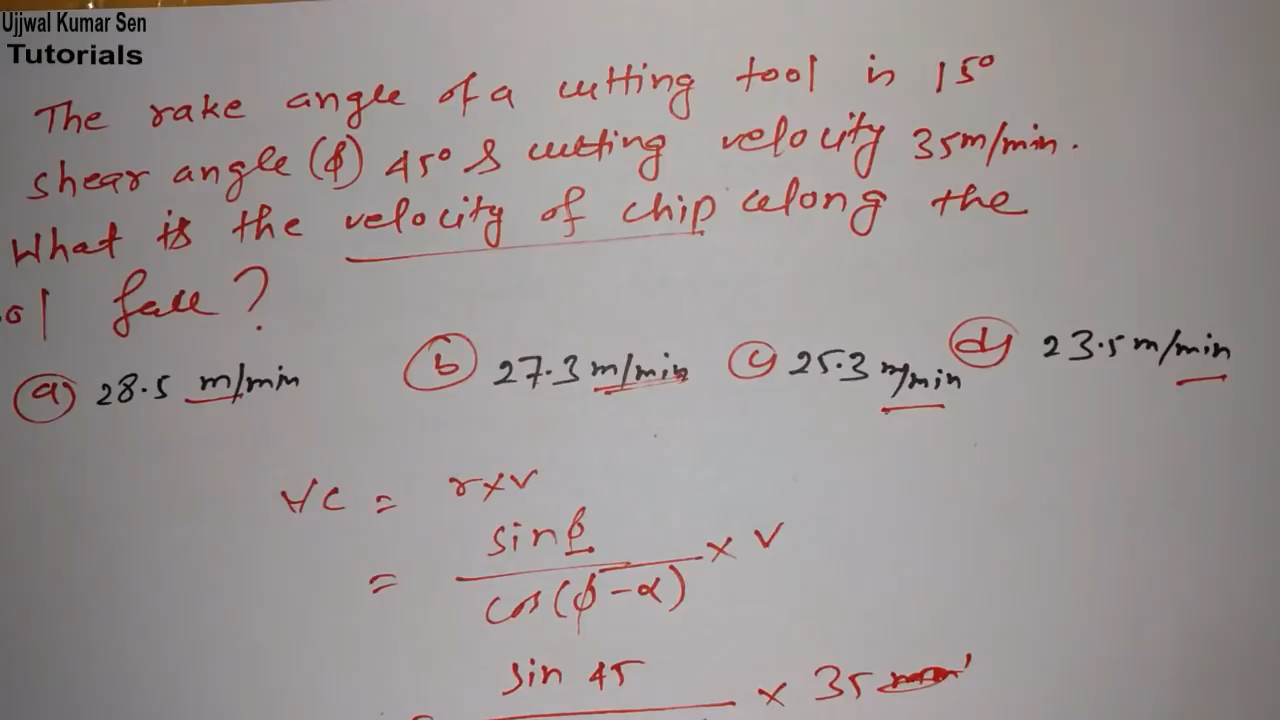 Ujjwal Kumar Sen
Tutorials
The rake angle of a cutting tool is 15°
shear angle (ϕ) 45° & cutting velocity 35m/min.
What is the velocity of chip along the
ol face?
(a) 28.5 m/min (b) 27.3 m/min (c) 25.3 m/min (d) 23.5 m/min
Vc = r×V
= sinϕ / cos(ϕ-α) × V
sin 45 × 35